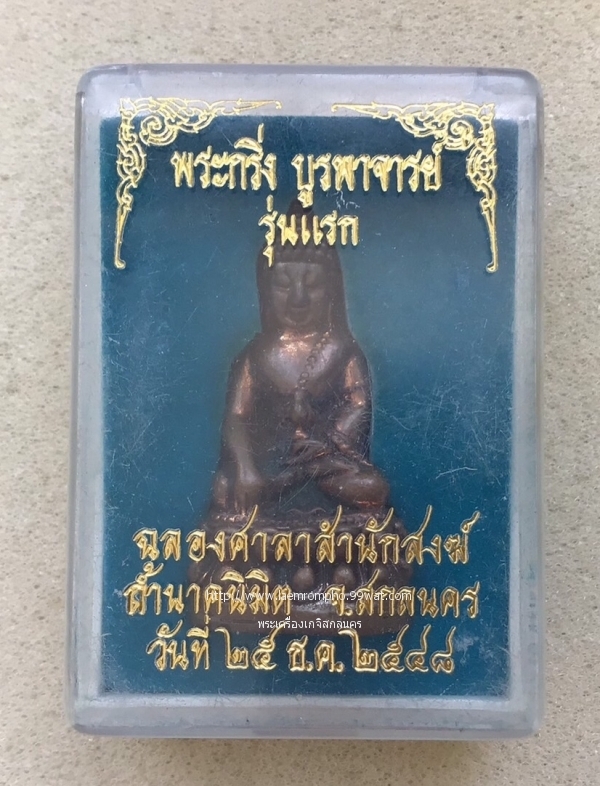 พระกริ่ง บูรพาจารย์
รุ่นแรก
ฉลองศาลาสำนักสงฆ์
ถ้ำนาคนิมิต จ.สกลนคร
http://www.laemrompho.99wat.com
พระเครื่องเกจิสกลนคร
วันที่ ๒๕ ธ.ค.๒๕๔๘